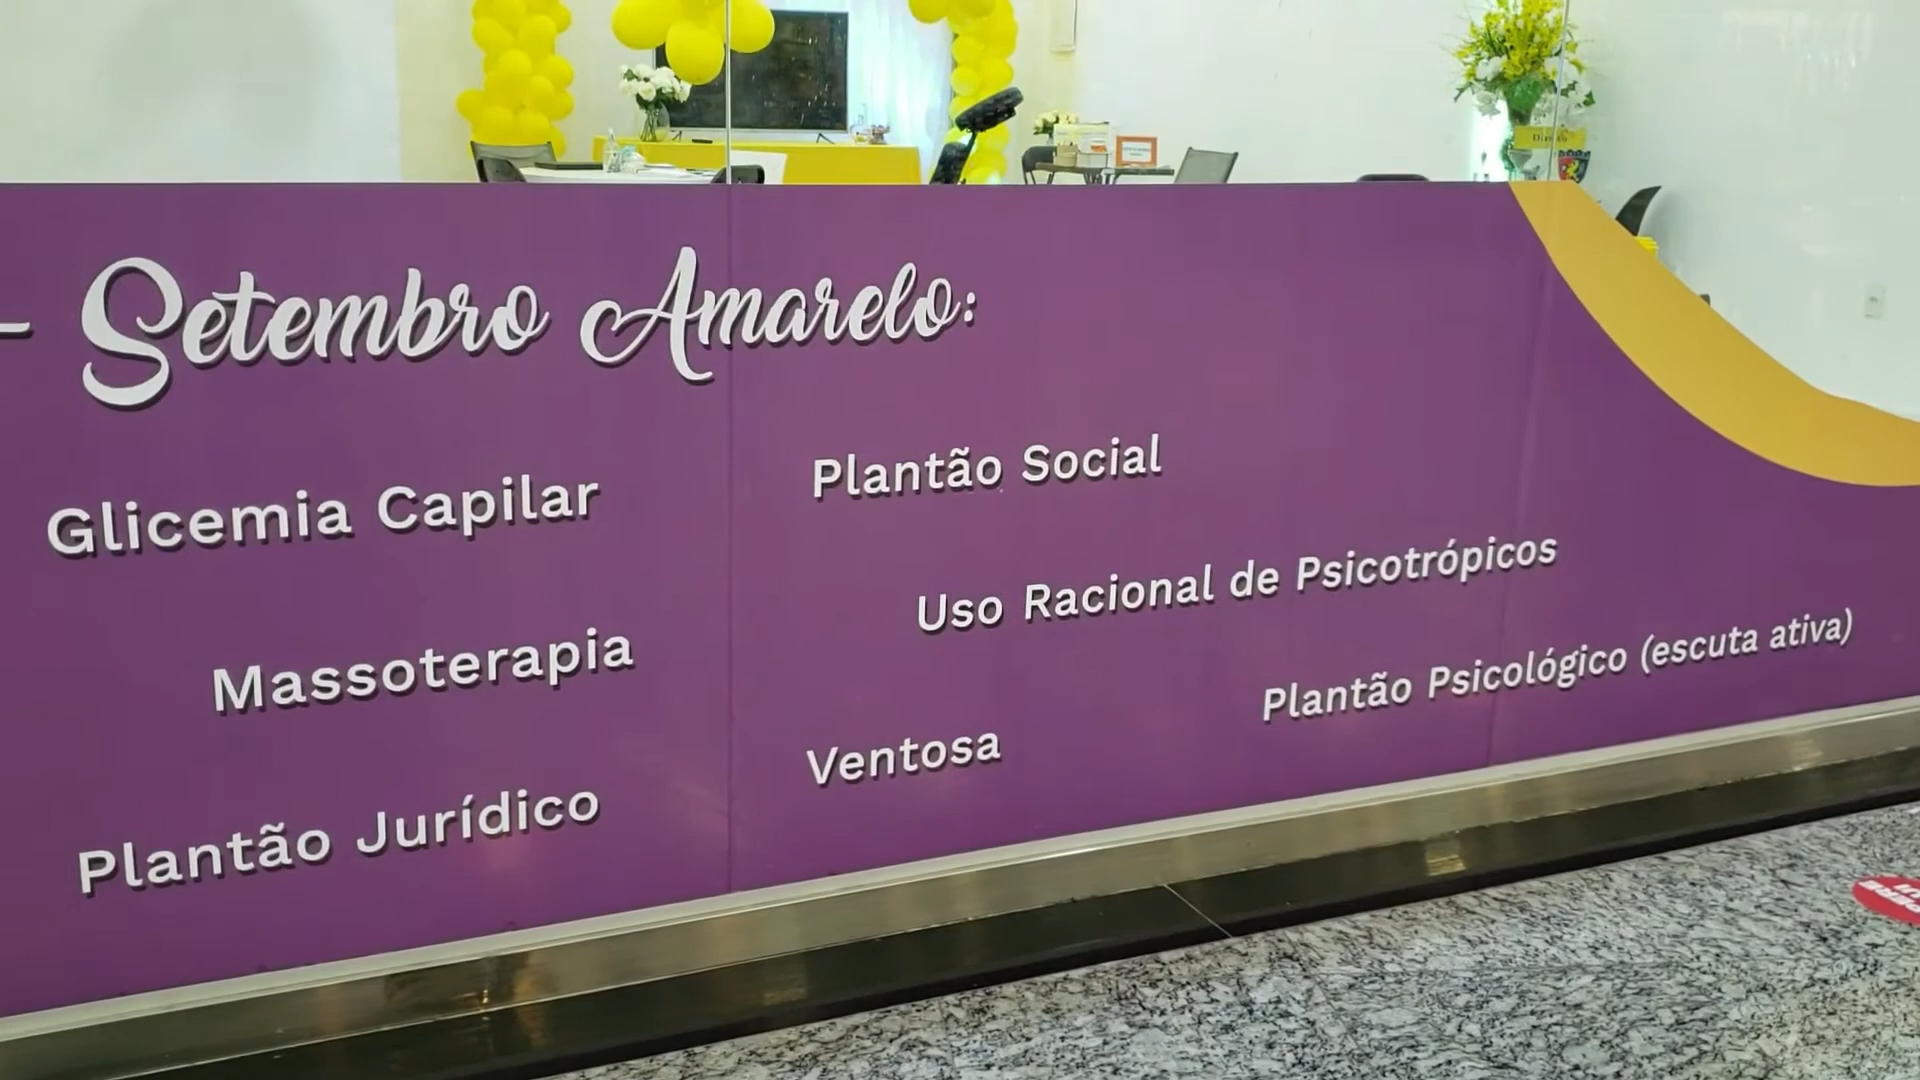 Setembro Amarelo:
Glicemia Capilar
Massoterapia
Plantão Jurídico
Plantão Social
Uso Racional de Psicotrópicos
Ventosa
Plantão Psicológico (escuta ativa)